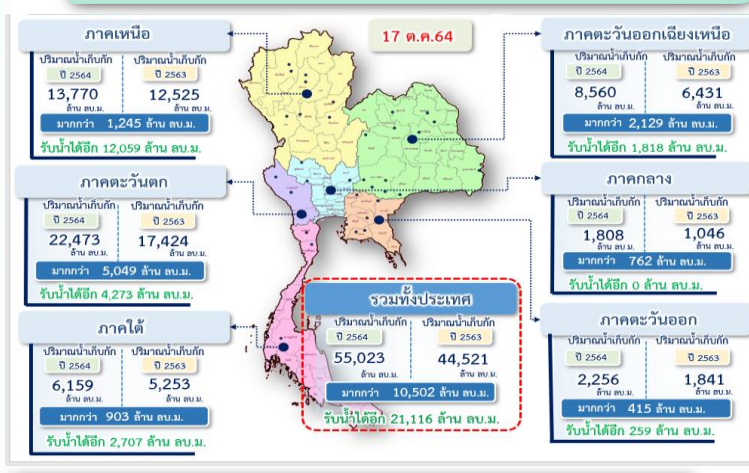 17 ต.ค.64
ภาคเหนือ
ปริมาณน้ำเก็บกัก ปริมาณน้ำเก็บกัก
ปี 2564 ปี 2563
13,770 12,525
ล้าน ลบ.ม. ล้าน ลบ.ม.
มากกว่า 1,245 ล้าน ลบ.ม.
รับน้ำได้อีก 12,059 ล้าน ลบ.ม.
ภาคตะวันตก
ปริมาณน้ำเก็บกัก ปริมาณน้ำเก็บกัก
ปี 2564 ปี 2563
22,473 17,424
ล้าน ลบ.ม. ล้าน ลบ.ม.
มากกว่า 5,049 ล้าน ลบ.ม.
รับน้ำได้อีก 4,273 ล้าน ลบ.ม.
ภาคใต้
ปริมาณน้ำเก็บกัก ปริมาณน้ำเก็บกัก
ปี 2564 ปี 2563
6,159 5,253
ล้าน ลบ.ม. ล้าน ลบ.ม.
มากกว่า 903 ล้าน ลบ.ม.
รับน้ำได้อีก 2,707 ล้าน ลบ.ม.
รวมทั้งประเทศ
ปริมาณน้ำเก็บกัก ปริมาณน้ำเก็บกัก
ปี 2564 ปี 2563
55,023 44,521
ล้าน ลบ.ม. ล้าน ลบ.ม.
มากกว่า 10,502 ล้าน ลบ.ม.
รับน้ำได้อีก 21,116 ล้าน ลบ.ม.
ภาคตะวันออกเฉียงเหนือ
ปริมาณน้ำเก็บกัก ปริมาณน้ำเก็บกัก
ปี 2564 ปี 2563
8,560 6,431
ล้าน ลบ.ม. ล้าน ลบ.ม.
มากกว่า 2,129 ล้าน ลบ.ม.
รับน้ำได้อีก 1,818 ล้าน ลบ.ม.
ภาคกลาง
ปริมาณน้ำเก็บกัก ปริมาณน้ำเก็บกัก
ปี 2564 ปี 2563
1,808 1,046
ล้าน ลบ.ม. ล้าน ลบ.ม.
มากกว่า 762 ล้าน ลบ.ม.
รับน้ำได้อีก 0 ล้าน ลบ.ม.
ภาคตะวันออก
ปริมาณน้ำเก็บกัก ปริมาณน้ำเก็บกัก
ปี 2564 ปี 2563
2,256 1,841
ล้าน ลบ.ม. ล้าน ลบ.ม.
มากกว่า 415 ล้าน ลบ.ม.
รับน้ำได้อีก 259 ล้าน ลบ.ม.